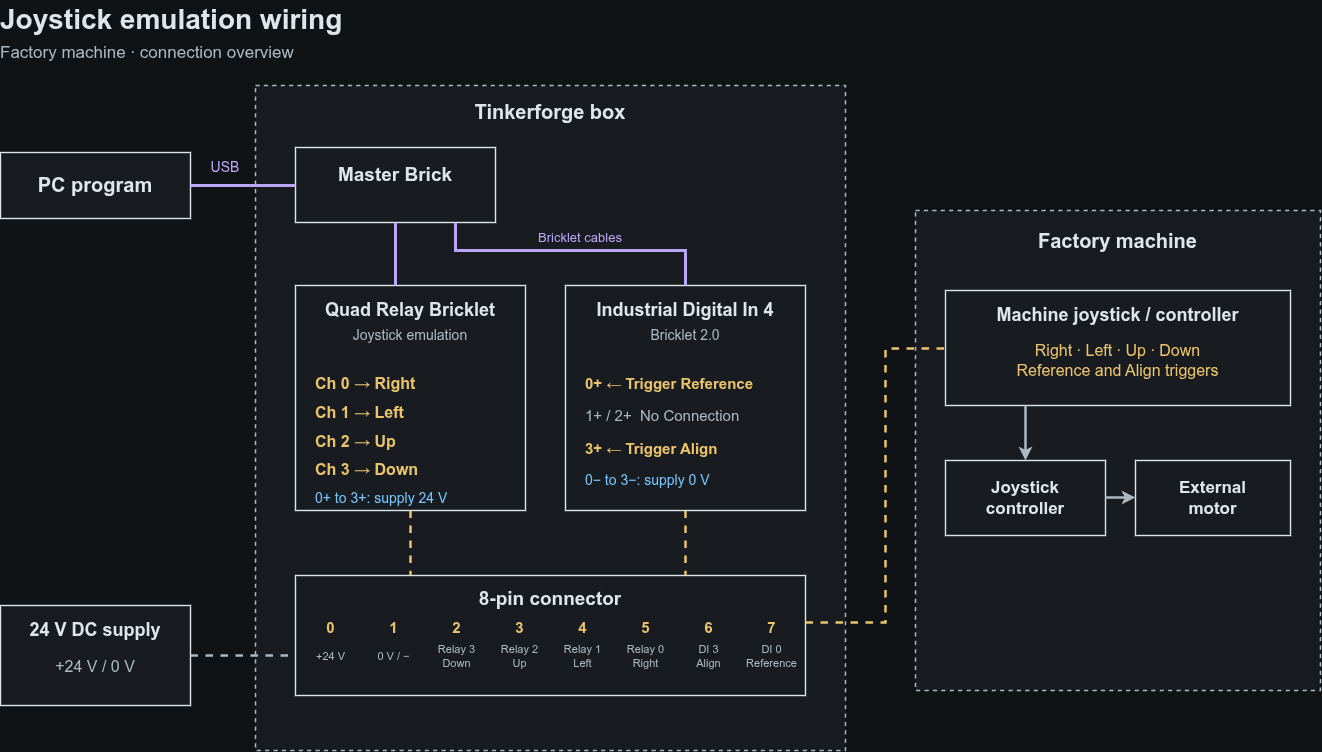 Joystick emulation wiring
Factory machine · connection overview
Tinkerforge box
PC program
USB
Master Brick
Bricklet cables
Quad Relay Bricklet
Joystick emulation
Ch 0 → Right
Ch 1 → Left
Ch 2 → Up
Ch 3 → Down
0+ to 3+: supply 24 V
Industrial Digital In 4
Bricklet 2.0
0+ ← Trigger Reference
1+ / 2+ No Connection
3+ ← Trigger Align
0− to 3−: supply 0 V
Factory machine
Machine joystick / controller
Right · Left · Up · Down
Reference and Align triggers
Joystick
controller
External
motor
24 V DC supply
+24 V / 0 V
8-pin connector
0 1 2 3 4 5 6 7
+24 V
0 V / −
Relay 3
Down
Relay 2
Up
Relay 1
Left
Relay 0
Right
DI 3
Align
DI 0
Reference